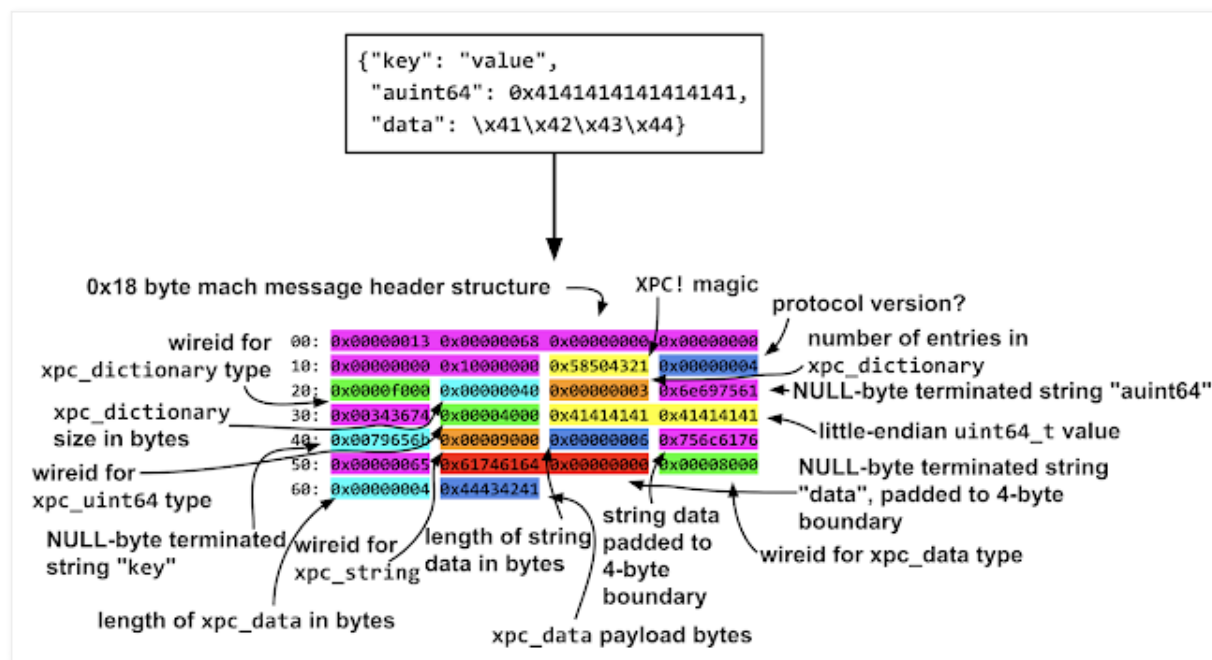 {"key": "value",
"auint64": 0x4141414141414141,
"data": \x41\x42\x43\x44}
0x18 byte mach message header structure
XPC! magic
protocol version?
wireid for
xpc_dictionary type
number of entries in
xpc_dictionary
00: 0x00000013 0x00000068 0x00000000 0x00000000
10: 0x00000000 0x10000000 0x58504321 0x00000004
20: 0x0000f000 0x00000040 0x00000003 0x6e697561
30: 0x00343674 0x00004000 0x41414141 0x41414141
40: 0x0079656b 0x00009000 0x00000006 0x756c6176
50: 0x00000065 0x61746164 0x00000000 0x00008000
60: 0x00000004 0x44434241
NULL-byte terminated string "auint64"
xpc_dictionary
size in bytes
little-endian uint64_t value
wireid for
xpc_uint64 type
NULL-byte terminated string
"data", padded to 4-byte
boundary
NULL-byte terminated
string "key"
wireid for
xpc_string
length of string
data in bytes
string data
padded to
4-byte
boundary
wireid for xpc_data type
length of xpc_data in bytes
xpc_data payload bytes